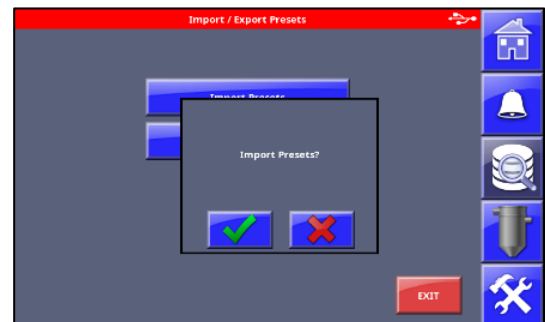 Import / Export Presets
Import Presets
Import Presets?
EXIT